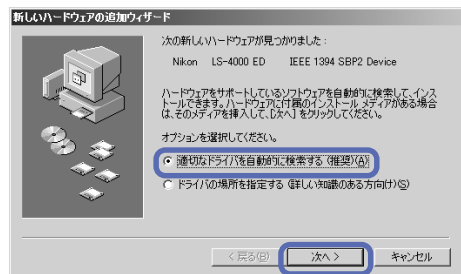 新しいハードウェアの追加ウィザード
次の新しいハードウェアが見つかりました :
Nikon LS-4000 ED IEEE 1394 SBP2 Device
ハードウェアをサポートしているソフトウェアを自動的に検索して、インス
トールできます。ハードウェアに付属のインストール メディアがある場合
は、そのメディアを挿入して、[次へ] をクリックしてください。
オプションを選択してください。
適切なドライバを自動的に検索する (推奨)(A)
ドライバの場所を指定する (詳しい知識のある方向け)(S)
< 戻る(B)
次へ >
キャンセル